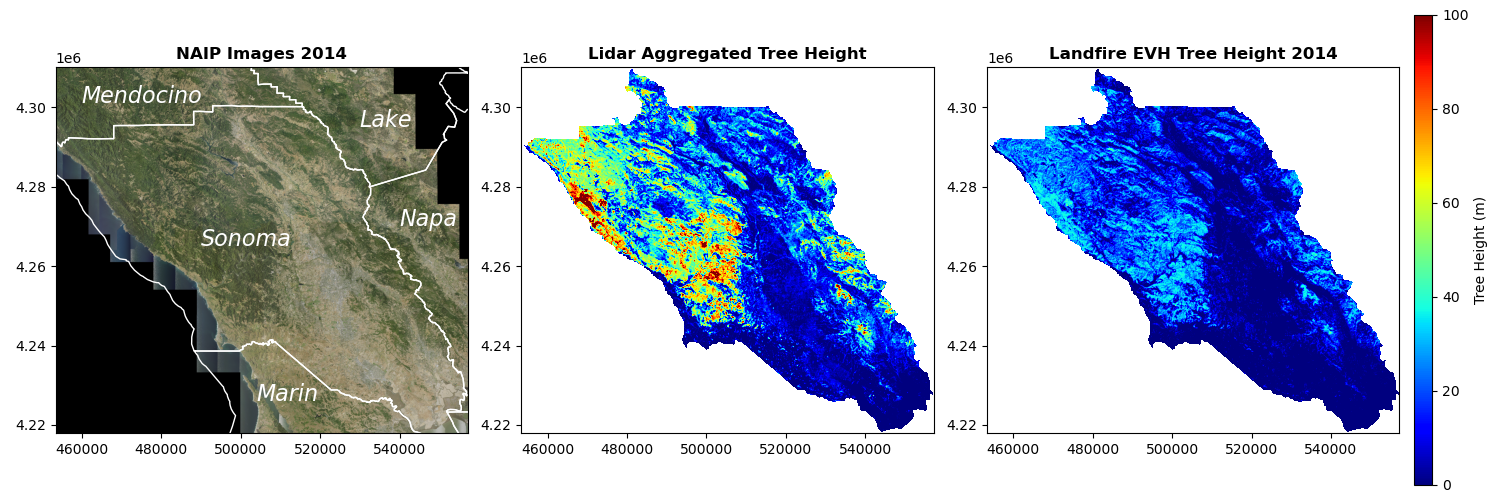 NAIP Images 2014
1e6
Mendocino
Lake
Napa
Sonoma
Marin
4.30
4.28
4.26
4.24
4.22
460000 480000 500000 520000 540000
Lidar Aggregated Tree Height
1e6
4.30
4.28
4.26
4.24
4.22
460000 480000 500000 520000 540000
Landfire EVH Tree Height 2014
1e6
4.30
4.28
4.26
4.24
4.22
460000 480000 500000 520000 540000
100
80
60
40
20
0
Tree Height (m)